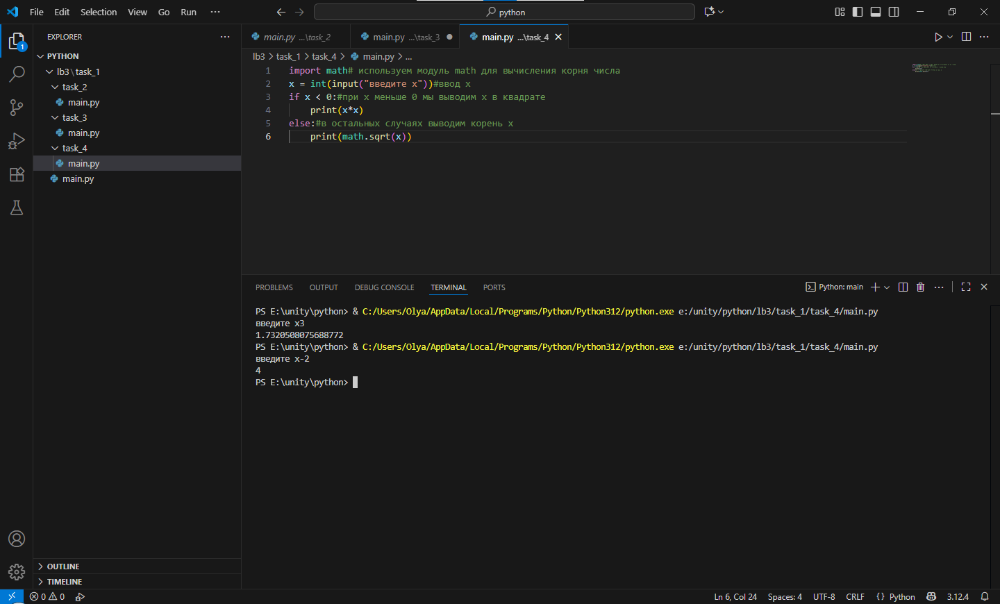 File Edit Selection View Go Run ··· python
EXPLORER ···
PYTHON
lb3\task_1
task_2
main.py
task_3
main.py
task_4
main.py
main.py
OUTLINE
TIMELINE
main.py ...\task_2 main.py ...\task_3 main.py ...\task_4
lb3 > task_1 > task_4 > main.py > ...
1 import math# используем модуль math для вычисления корня числа
2 x = int(input("введите x"))#ввод x
3 if x < 0:#при x меньше 0 мы выводим x в квадрате
4 print(x*x)
5 else:#в остальных случаях выводим корень x
6 print(math.sqrt(x))
PROBLEMS OUTPUT DEBUG CONSOLE TERMINAL PORTS Python: main
PS E:\unity\python> & C:/Users/Olya/AppData/Local/Programs/Python/Python312/python.exe e:/unity/python/lb3/task_1/task_4/main.py
введите x3
1.7320508075688772
PS E:\unity\python> & C:/Users/Olya/AppData/Local/Programs/Python/Python312/python.exe e:/unity/python/lb3/task_1/task_4/main.py
введите x-2
4
PS E:\unity\python>
0 0 Ln 6, Col 24 Spaces: 4 UTF-8 CRLF {} Python 3.12.4